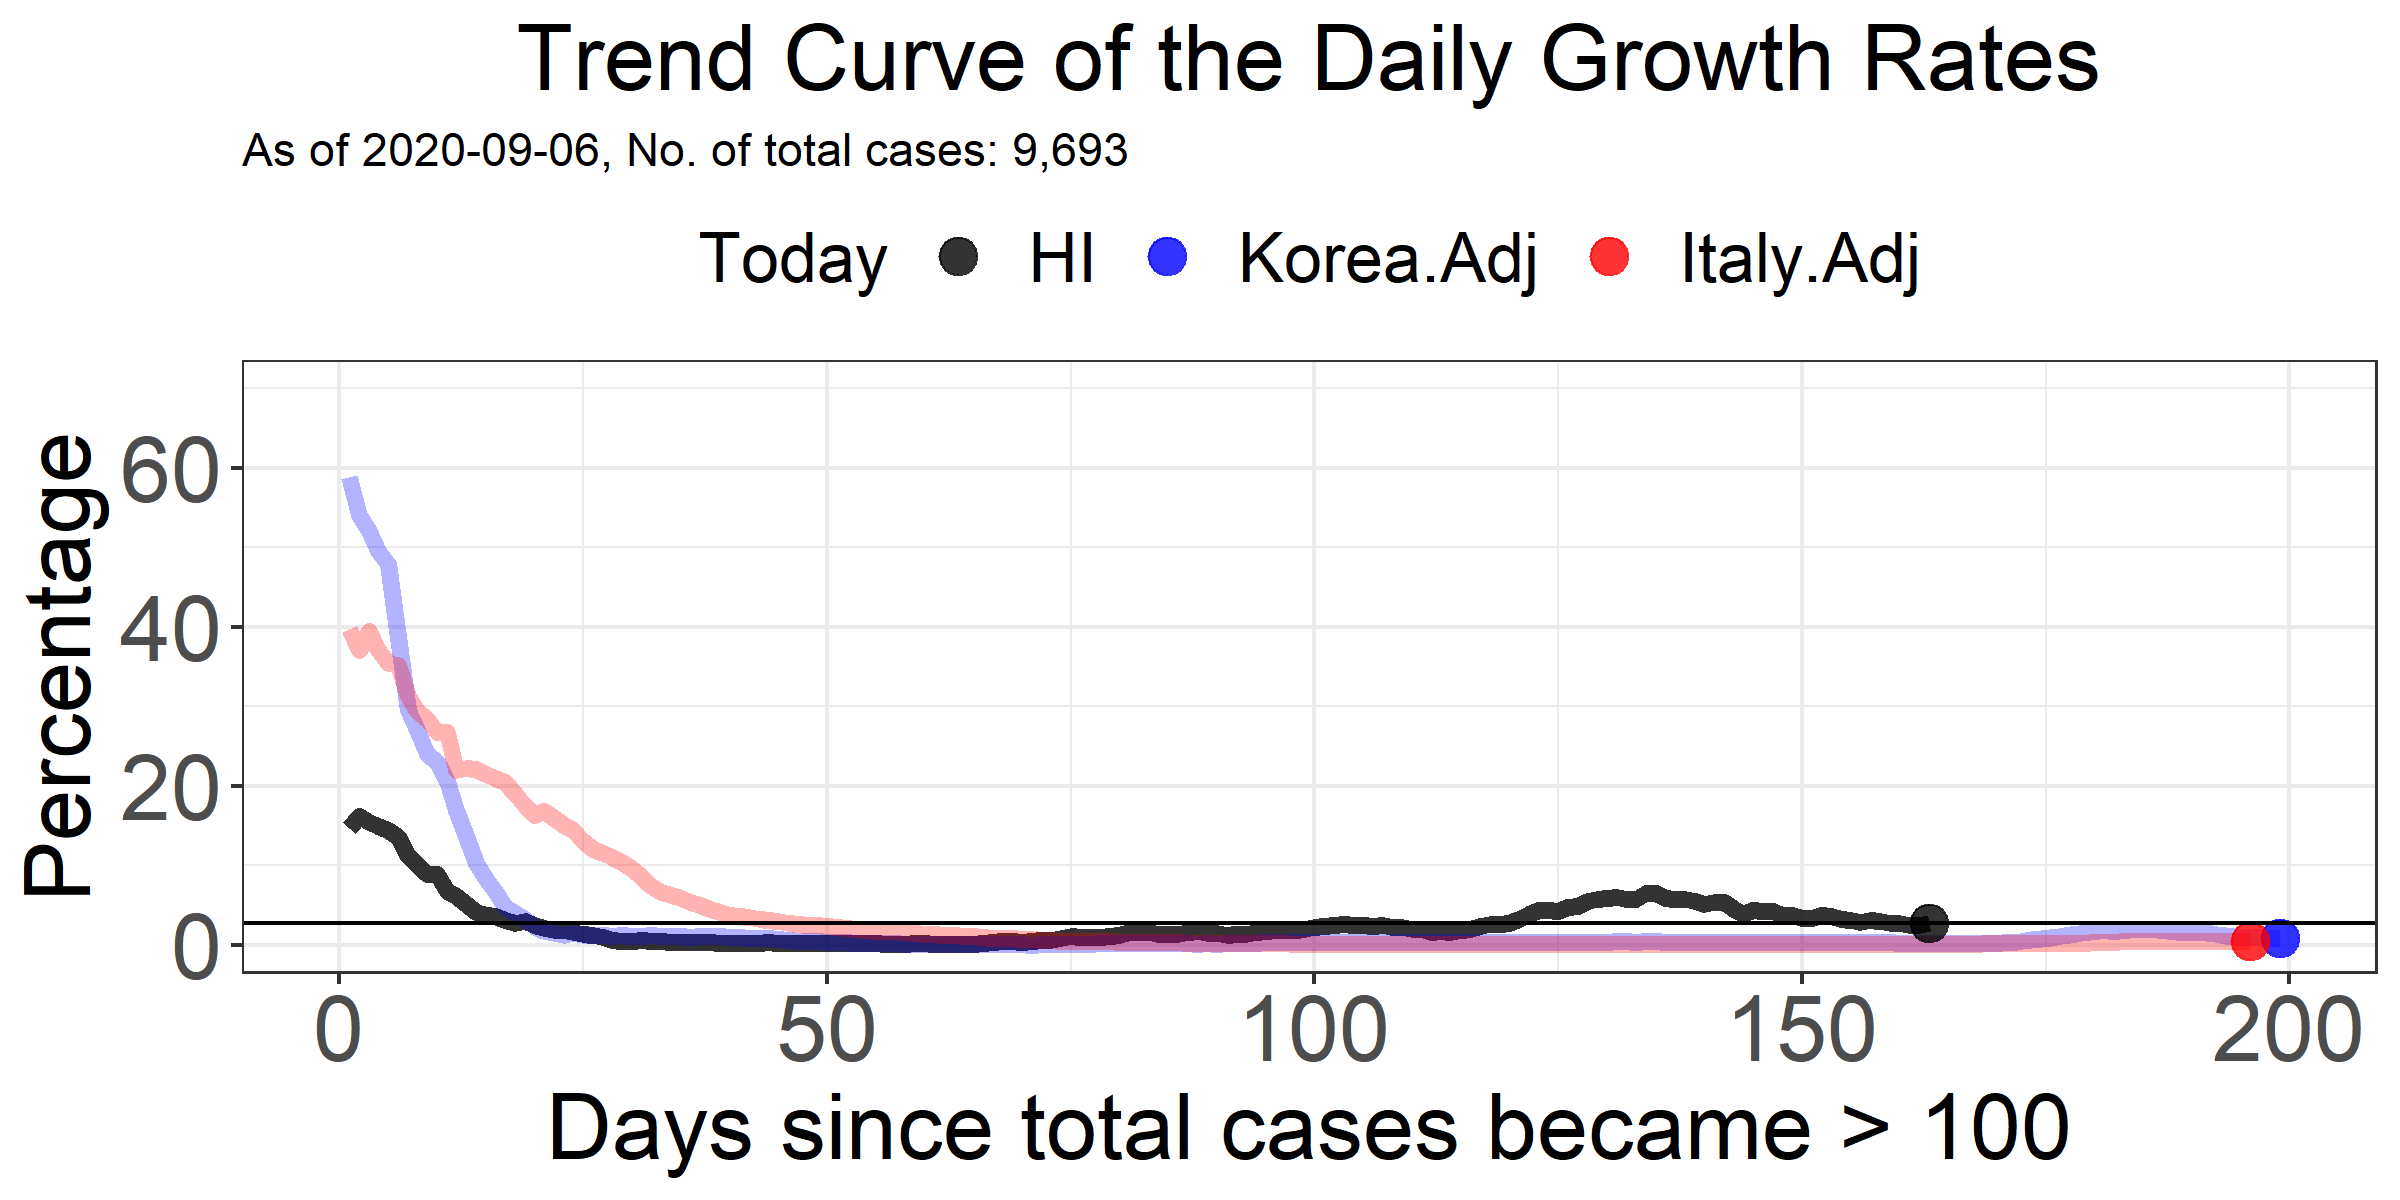 Trend Curve of the Daily Growth Rates
As of 2020-09-06, No. of total cases: 9,693
Today HI Korea.Adj Italy.Adj
Percentage
60
40
20
0
0 50 100 150 200
Days since total cases became > 100